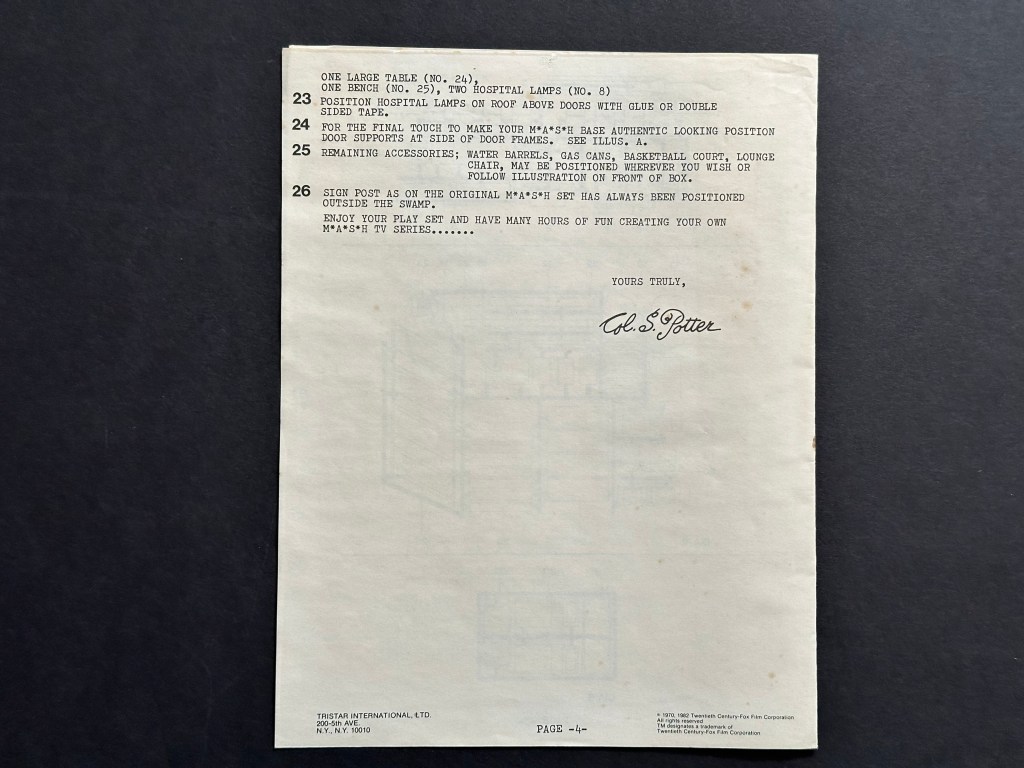 ONE LARGE TABLE (NO. 24),
ONE BENCH (NO. 25), TWO HOSPITAL LAMPS (NO. 8)
23 POSITION HOSPITAL LAMPS ON ROOF ABOVE DOORS WITH GLUE OR DOUBLE
SIDED TAPE.
24 FOR THE FINAL TOUCH TO MAKE YOUR M*A*S*H BASE AUTHENTIC LOOKING POSITION
DOOR SUPPORTS AT SIDE OF DOOR FRAMES. SEE ILLUS. A.
25 REMAINING ACCESSORIES; WATER BARRELS, GAS CANS, BASKETBALL COURT, LOUNGE
CHAIR, MAY BE POSITIONED WHEREVER YOU WISH OR
FOLLOW ILLUSTRATION ON FRONT OF BOX.
26 SIGN POST AS ON THE ORIGINAL M*A*S*H SET HAS ALWAYS BEEN POSITIONED
OUTSIDE THE SWAMP.
ENJOY YOUR PLAY SET AND HAVE MANY HOURS OF FUN CREATING YOUR OWN
M*A*S*H TV SERIES.......
YOURS TRULY,
Col. S. Potter
TRISTAR INTERNATIONAL, LTD.
200-5th AVE.
N.Y., N.Y. 10010
PAGE -4-
© 1970, 1982 Twentieth Century-Fox Film Corporation
All rights reserved
TM designates a trademark of
Twentieth Century-Fox Film Corporation